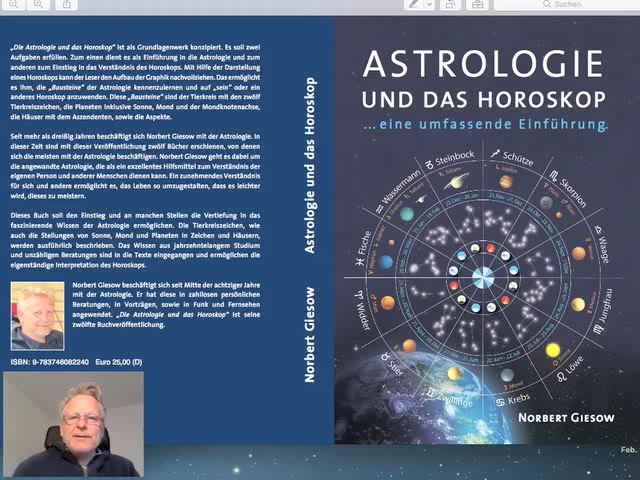 Suchen
„Die Astrologie und das Horoskop“ ist als Grundlagenwerk konzipiert. Es soll zwei
Aufgaben erfüllen. Zum einen dient es als Einführung in die Astrologie und zum
anderen zum Einstieg in das Verständnis des Horoskops. Mit Hilfe der Darstellung
eines Horoskops kann der Leser den Aufbau der Graphik nachvollziehen. Das ermöglicht
es ihm, die „Bausteine“ der Astrologie kennenzulernen und auf „sein“ oder ein
anderes Horoskop anzuwenden. Diese „Bausteine“ sind der Tierkreis mit den zwölf
Tierkreiszeichen, die Planeten inklusive Sonne, Mond und der Mondknotenachse,
die Häuser mit dem Aszendenten, sowie die Aspekte.
Seit mehr als dreißig Jahren beschäftigt sich Norbert Giesow mit der Astrologie. In
dieser Zeit sind mit dieser Veröffentlichung zwölf Bücher erschienen, von denen
sich die meisten mit der Astrologie beschäftigen. Norbert Giesow geht es dabei um
die angewandte Astrologie, die als ein exzellentes Hilfsmittel zum Verständnis der
eigenen Person und anderer Menschen dienen kann. Ein zunehmendes Verständnis
für sich und andere ermöglicht es, das Leben so umzugestalten, dass es leichter
wird, dieses zu meistern.
Dieses Buch soll den Einstieg und an manchen Stellen die Vertiefung in das
faszinierende Wissen der Astrologie ermöglichen. Die Tierkreiszeichen, wie
auch die Stellungen von Sonne, Mond und Planeten in Zeichen und Häusern,
werden ausführlich beschrieben. Das Wissen aus jahrzehntelangem Studium
und unzähligen Beratungen sind in die Texte eingegangen und ermöglichen die
eigenständige Interpretation des Horoskops.
Norbert Giesow beschäftigt sich seit Mitte der achtziger Jahre
mit der Astrologie. Er hat diese in zahllosen persönlichen
Beratungen, in Vorträgen, sowie in Funk und Fernsehen
angewendet. „Die Astrologie und das Horoskop“ ist seine
zwölfte Buchveröffentlichung.
ISBN: 9-783746082240 Euro 25,00 (D)
Norbert Giesow Astrologie und das Horoskop
ASTROLOGIE
UND DAS HOROSKOP
...eine umfassende Einführung.
Steinbock
Schütze
Skorpion
Waage
Jungfrau
Löwe
Krebs
Zwillinge
Stier
Widder
Fische
Wassermann
Mond
NORBERT GIESOW
Feb.